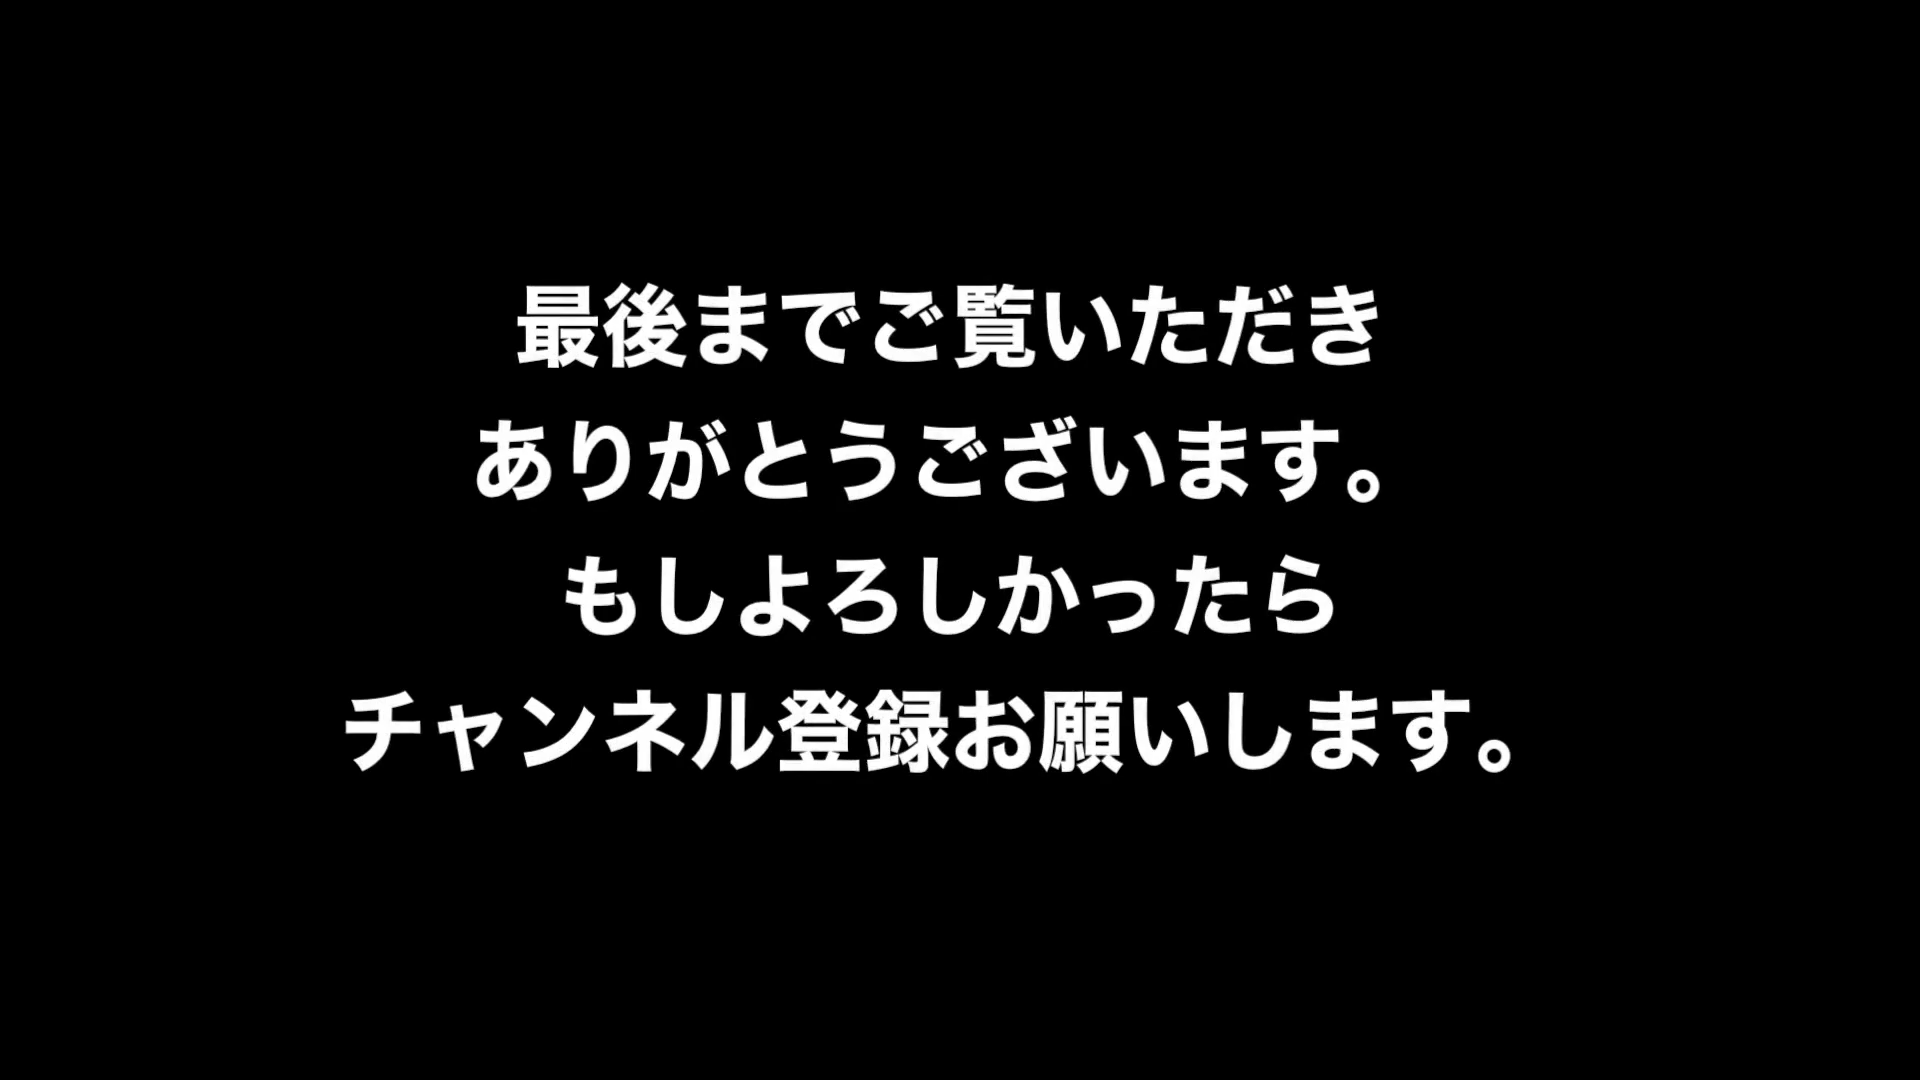 最後までご覧いただき
ありがとうございます。
もしよろしかったら
チャンネル登録お願いします。